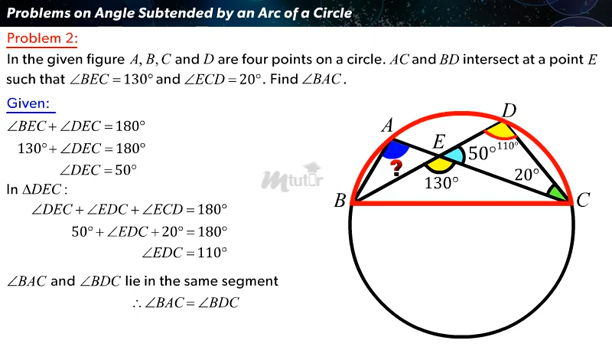 Problems on Angle Subtended by an Arc of a Circle
Problem 2:
In the given figure A, B, C and D are four points on a circle. AC and BD intersect at a point E
such that ∠BEC = 130° and ∠ECD = 20°. Find ∠BAC.
Given:
∠BEC + ∠DEC = 180°
130° + ∠DEC = 180°
∠DEC = 50°
In ΔDEC:
∠DEC + ∠EDC + ∠ECD = 180°
50° + ∠EDC + 20° = 180°
∠EDC = 110°
∠BAC and ∠BDC lie in the same segment
∴ ∠BAC = ∠BDC
D
A
E
50° 110°
?
130°
20°
B
C
Mtutor